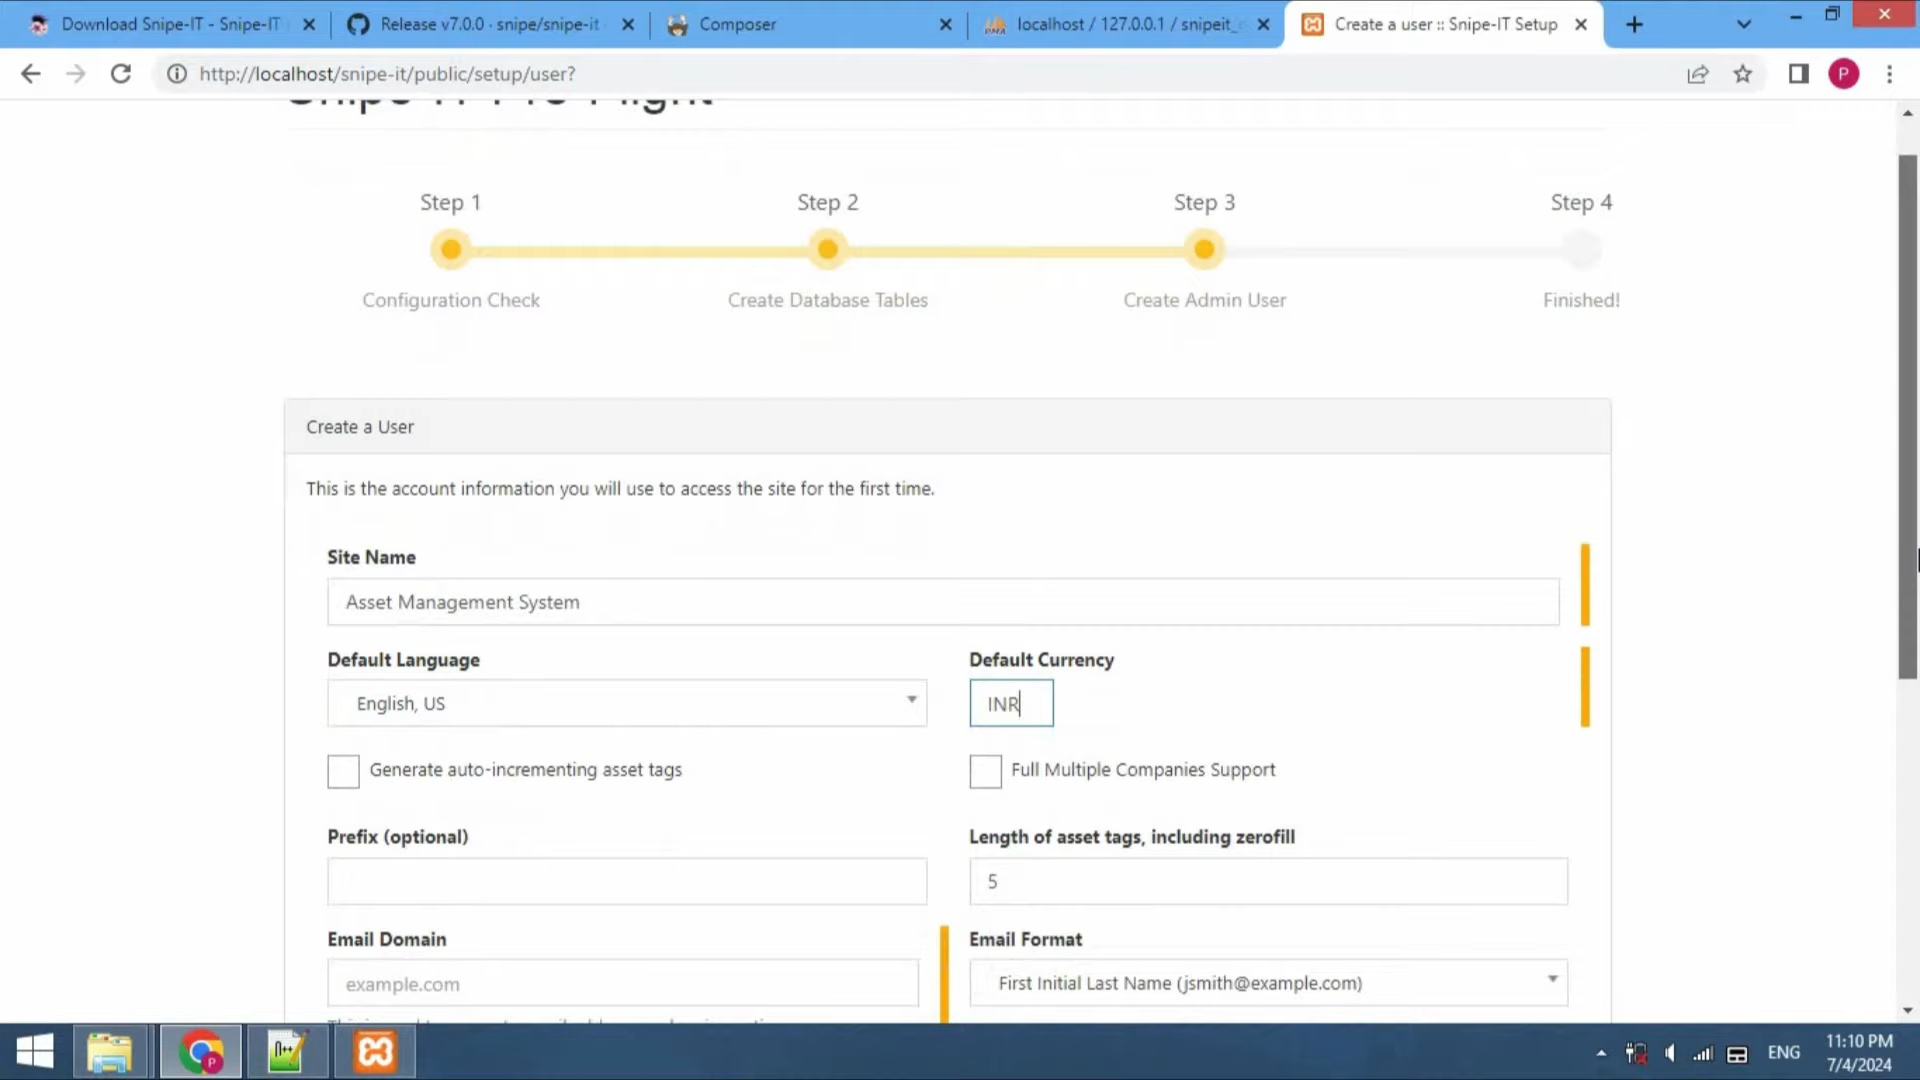 Download Snipe-IT - Snipe-IT
Release v7.0.0 · snipe/snipe-it
Composer
localhost / 127.0.0.1 / snipeit_
Create a user :: Snipe-IT Setup
http://localhost/snipe-it/public/setup/user?
P
Step 1
Step 2
Step 3
Step 4
Configuration Check
Create Database Tables
Create Admin User
Finished!
Create a User
This is the account information you will use to access the site for the first time.
Site Name
Asset Management System
Default Language
Default Currency
English, US
INR
Generate auto-incrementing asset tags
Full Multiple Companies Support
Prefix (optional)
Length of asset tags, including zerofill
5
Email Domain
Email Format
example.com
First Initial Last Name (jsmith@example.com)
ENG
11:10 PM
7/4/2024